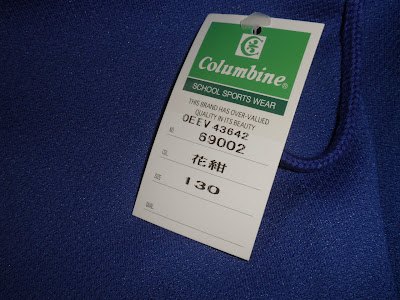 Columbine®
SCHOOL SPORTS WEAR
THIS BRAND HAS OVER-VALUED
QUALITY IN ITS BEAUTY
OEEV 43642
NO. 69002
COL. 花紺
SIZE 130
QUAL.